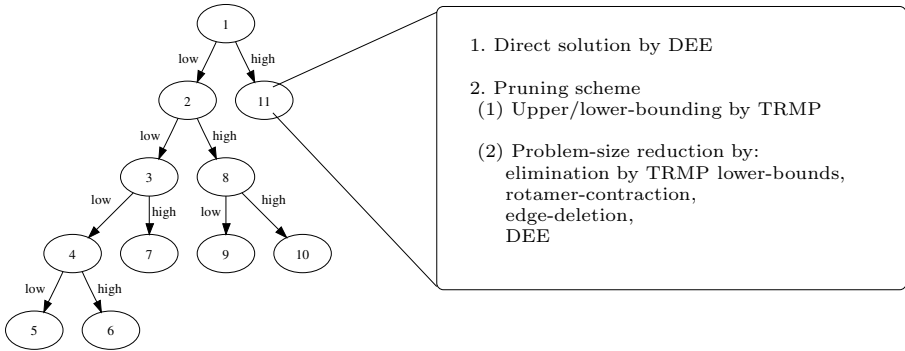 1
low high
2 11
low high
3 8
low high low high
4 7 9 10
low high
5 6
1. Direct solution by DEE
2. Pruning scheme
(1) Upper/lower-bounding by TRMP
(2) Problem-size reduction by:
elimination by TRMP lower-bounds,
rotamer-contraction,
edge-deletion,
DEE